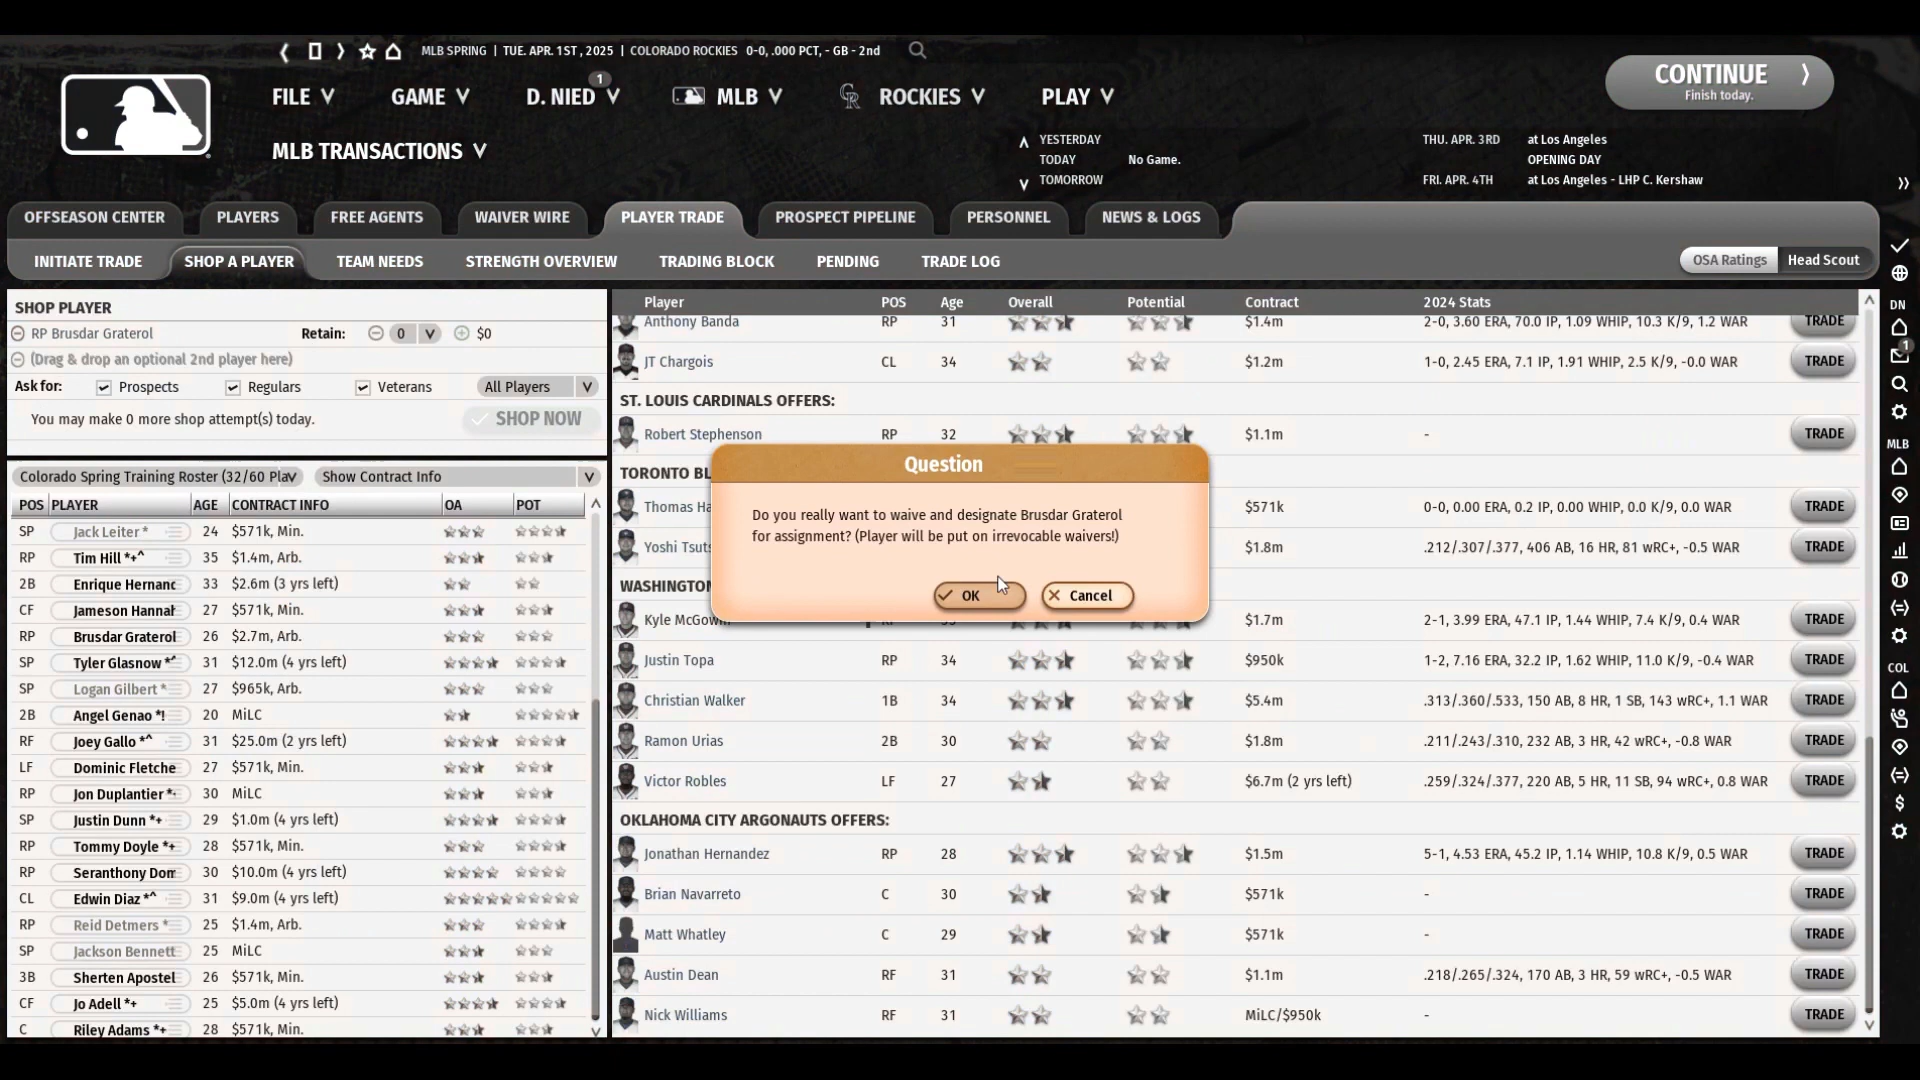 MLB SPRING | TUE. APR. 1ST , 2025 | COLORADO ROCKIES 0-0, .000 PCT, - GB - 2nd
1
FILE GAME D. NIED MLB ROCKIES PLAY
CONTINUE
Finish today.
MLB TRANSACTIONS
YESTERDAY
TODAY No Game.
TOMORROW
THU. APR. 3RD at Los Angeles
OPENING DAY
FRI. APR. 4TH at Los Angeles - LHP C. Kershaw
OFFSEASON CENTER PLAYERS FREE AGENTS WAIVER WIRE PLAYER TRADE PROSPECT PIPELINE PERSONNEL NEWS & LOGS
INITIATE TRADE SHOP A PLAYER TEAM NEEDS STRENGTH OVERVIEW TRADING BLOCK PENDING TRADE LOG OSA Ratings Head Scout
SHOP PLAYER
RP Brusdar Graterol Retain: 0 $0
(Drag & drop an optional 2nd player here)
Ask for: Prospects Regulars Veterans All Players
You may make 0 more shop attempt(s) today. SHOP NOW
Colorado Spring Training Roster (32/60 Pla Show Contract Info
POS PLAYER AGE CONTRACT INFO OA POT
SP Jack Leiter * 24 $571k, Min.
RP Tim Hill *+^ 35 $1.4m, Arb.
2B Enrique Hernanc 33 $2.6m (3 yrs left)
CF Jameson Hannah 27 $571k, Min.
RP Brusdar Graterol 26 $2.7m, Arb.
SP Tyler Glasnow *^ 31 $12.0m (4 yrs left)
SP Logan Gilbert * 27 $965k, Arb.
2B Angel Genao *! 20 MiLC
RF Joey Gallo *^ 31 $25.0m (2 yrs left)
LF Dominic Fletche 27 $571k, Min.
RP Jon Duplantier * 30 MiLC
SP Justin Dunn *+ 29 $1.0m (4 yrs left)
RP Tommy Doyle *+ 28 $571k, Min.
RP Seranthony Dom 30 $10.0m (4 yrs left)
CL Edwin Diaz *^ 31 $9.0m (4 yrs left)
RP Reid Detmers * 25 $1.4m, Arb.
SP Jackson Bennett 25 MiLC
3B Sherten Apostel 26 $571k, Min.
CF Jo Adell *+ 25 $5.0m (4 yrs left)
C Riley Adams *+ 28 $571k, Min.
Player POS Age Overall Potential Contract 2024 Stats
Anthony Banda RP 31 $1.4m 2-0, 3.60 ERA, 70.0 IP, 1.09 WHIP, 10.3 K/9, 1.2 WAR TRADE
JT Chargois CL 34 $1.2m 1-0, 2.45 ERA, 7.1 IP, 1.91 WHIP, 2.5 K/9, -0.0 WAR TRADE
ST. LOUIS CARDINALS OFFERS:
Robert Stephenson RP 32 $1.1m - TRADE
TORONTO BL
Thomas Ha $571k 0-0, 0.00 ERA, 0.2 IP, 0.00 WHIP, 0.0 K/9, 0.0 WAR TRADE
Yoshi Tsuts $1.8m .212/.307/.377, 406 AB, 16 HR, 81 wRC+, -0.5 WAR TRADE
WASHINGTON
Kyle McGowin $1.7m 2-1, 3.99 ERA, 47.1 IP, 1.44 WHIP, 7.4 K/9, 0.4 WAR TRADE
Justin Topa RP 34 $950k 1-2, 7.16 ERA, 32.2 IP, 1.62 WHIP, 11.0 K/9, -0.4 WAR TRADE
Christian Walker 1B 34 $5.4m .313/.360/.533, 150 AB, 8 HR, 1 SB, 143 wRC+, 1.1 WAR TRADE
Ramon Urias 2B 30 $1.8m .211/.243/.310, 232 AB, 3 HR, 42 wRC+, -0.8 WAR TRADE
Victor Robles LF 27 $6.7m (2 yrs left) .259/.324/.377, 220 AB, 5 HR, 11 SB, 94 wRC+, 0.8 WAR TRADE
OKLAHOMA CITY ARGONAUTS OFFERS:
Jonathan Hernandez RP 28 $1.5m 5-1, 4.53 ERA, 45.2 IP, 1.14 WHIP, 10.8 K/9, 0.5 WAR TRADE
Brian Navarreto C 30 $571k - TRADE
Matt Whatley C 29 $571k - TRADE
Austin Dean RF 31 $1.1m .218/.265/.324, 170 AB, 3 HR, 59 wRC+, -0.5 WAR TRADE
Nick Williams RF 31 MiLC/$950k - TRADE
Question
Do you really want to waive and designate Brusdar Graterol
for assignment? (Player will be put on irrevocable waivers!)
OK Cancel
DN
1
MLB
COL
$